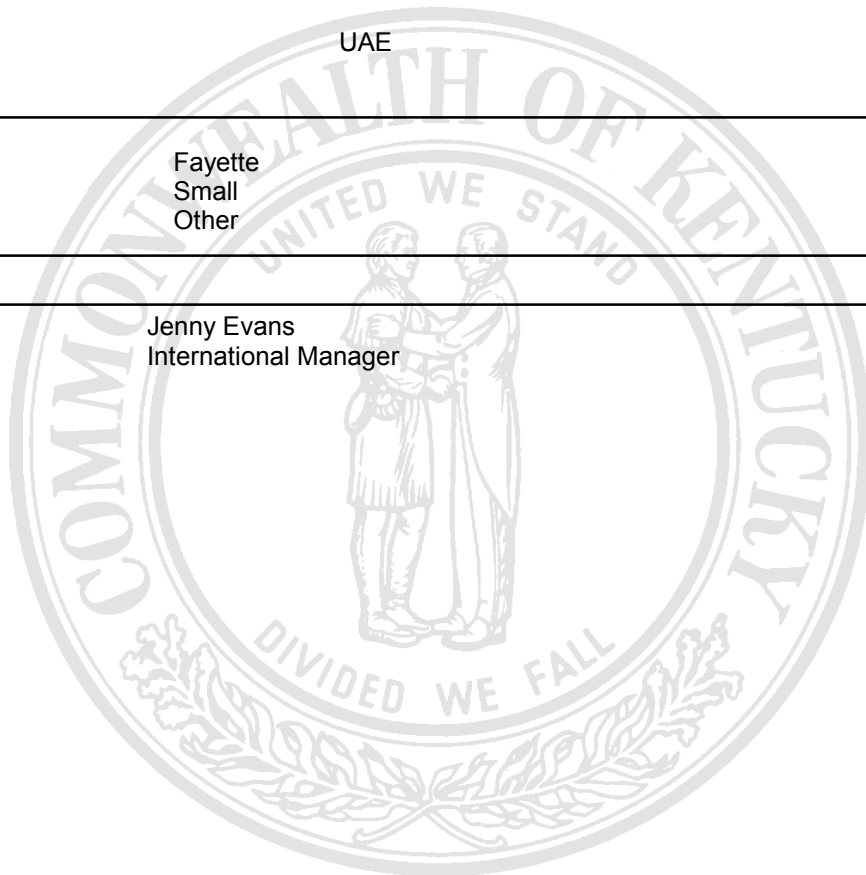 UAE
COMMONWEALTH OF KENTUCKY
UNITED WE STAND
Fayette
Small
Other
Jenny Evans
International Manager
DIVIDED WE FALL